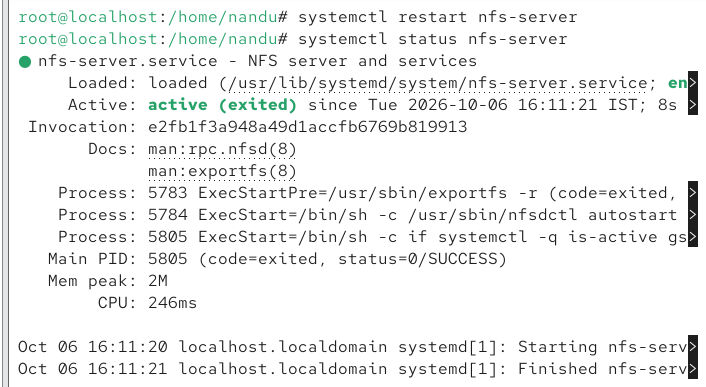 root@localhost:/home/nandu# systemctl restart nfs-server
root@localhost:/home/nandu# systemctl status nfs-server
● nfs-server.service - NFS server and services
Loaded: loaded (/usr/lib/systemd/system/nfs-server.service; en>
Active: active (exited) since Tue 2026-10-06 16:11:21 IST; 8s >
Invocation: e2fb1f3a948a49d1accfb6769b819913
Docs: man:rpc.nfsd(8)
man:exportfs(8)
Process: 5783 ExecStartPre=/usr/sbin/exportfs -r (code=exited, >
Process: 5784 ExecStart=/bin/sh -c /usr/sbin/nfsdctl autostart >
Process: 5805 ExecStart=/bin/sh -c if systemctl -q is-active gs>
Main PID: 5805 (code=exited, status=0/SUCCESS)
Mem peak: 2M
CPU: 246ms
Oct 06 16:11:20 localhost.localdomain systemd[1]: Starting nfs-serv>
Oct 06 16:11:21 localhost.localdomain systemd[1]: Finished nfs-serv>